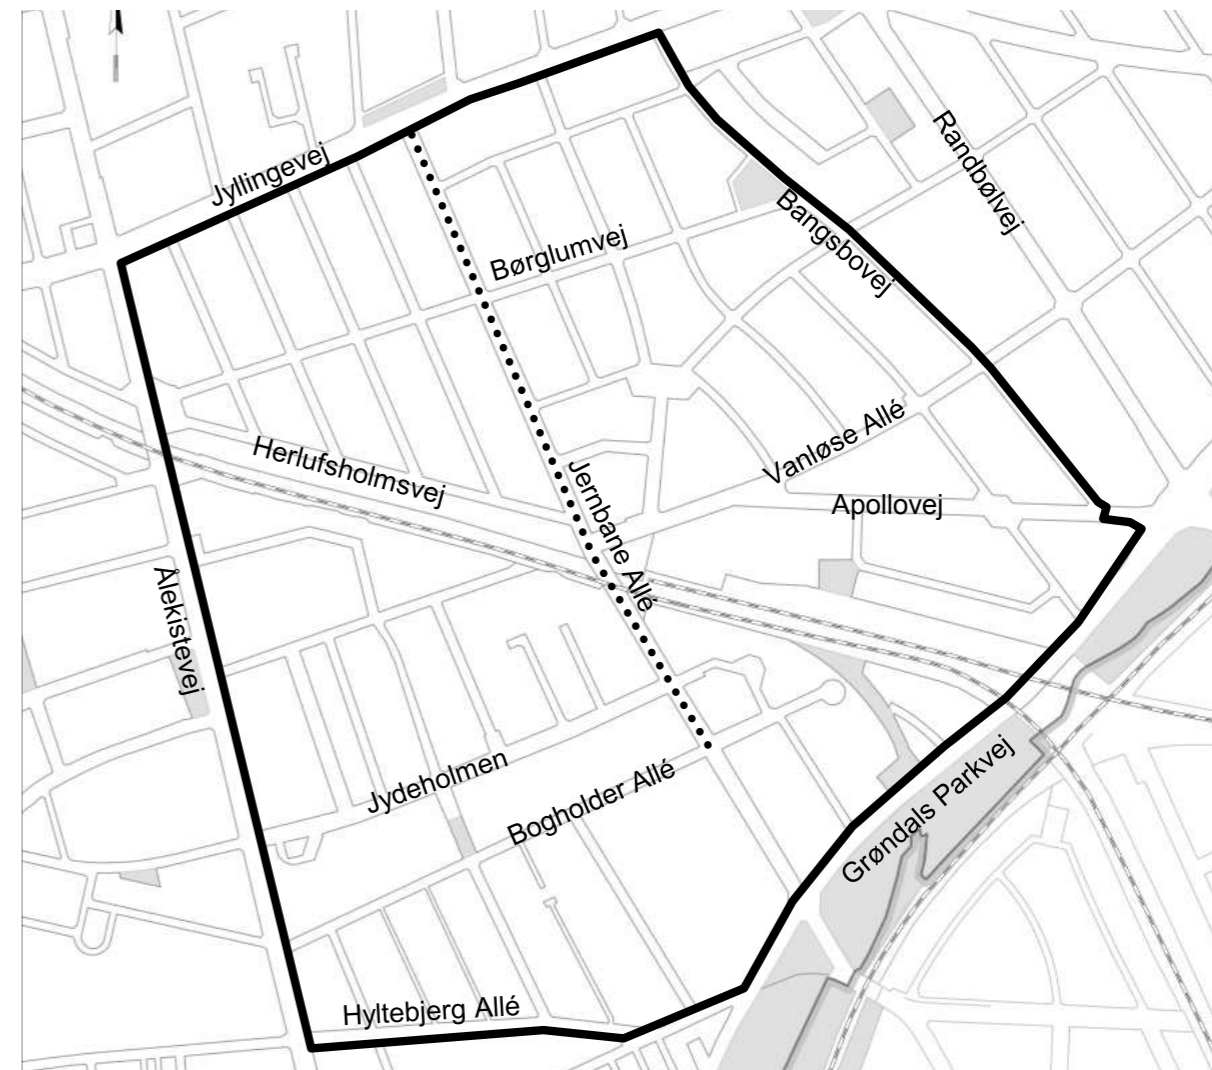 Jyllingevej
Randbølvej
Børglumvej
Bangsbovej
Vanløse Allé
Herlufsholmsvej
Jernbane Allé
Apollovej
Ålekistevej
Jydeholmen
Bogholder Allé
Grøndals Parkvej
Hyltebjerg Allé